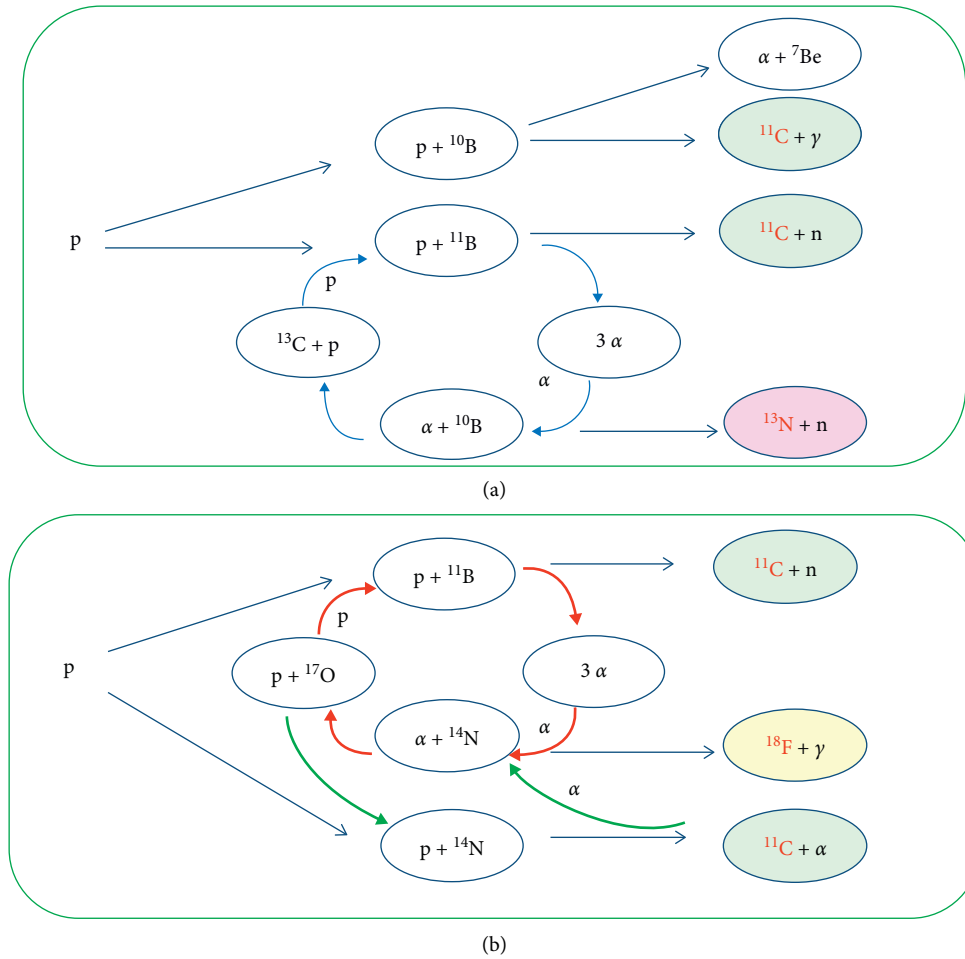 α + ⁷Be
p + ¹⁰B
¹¹C + γ
p
p + ¹¹B
¹¹C + n
p
¹³C + p
3 α
α
α + ¹⁰B
¹³N + n
(a)
p + ¹¹B
¹¹C + n
p
p
p + ¹⁷O
3 α
α
α + ¹⁴N
¹⁸F + γ
α
p + ¹⁴N
¹¹C + α
(b)